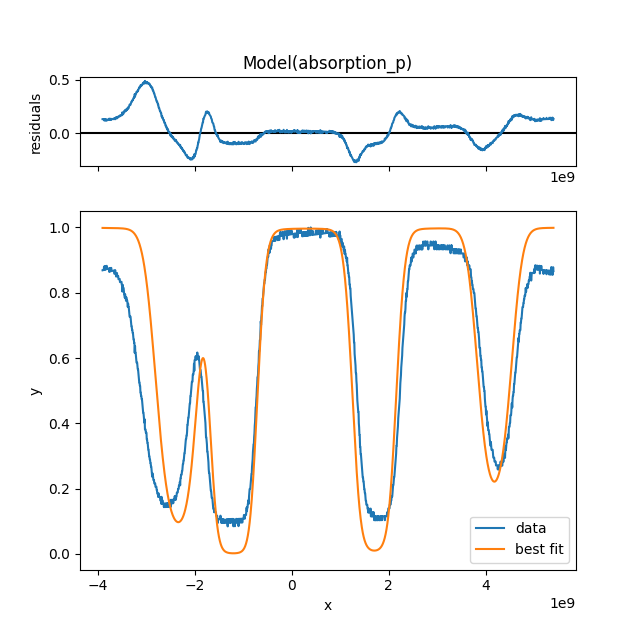 Model(absorption_p)
0.5
0.0
residuals
1e9
1.0
0.8
0.6
0.4
0.2
0.0
y
−4
−2
0
2
4
1e9
x
data
best fit